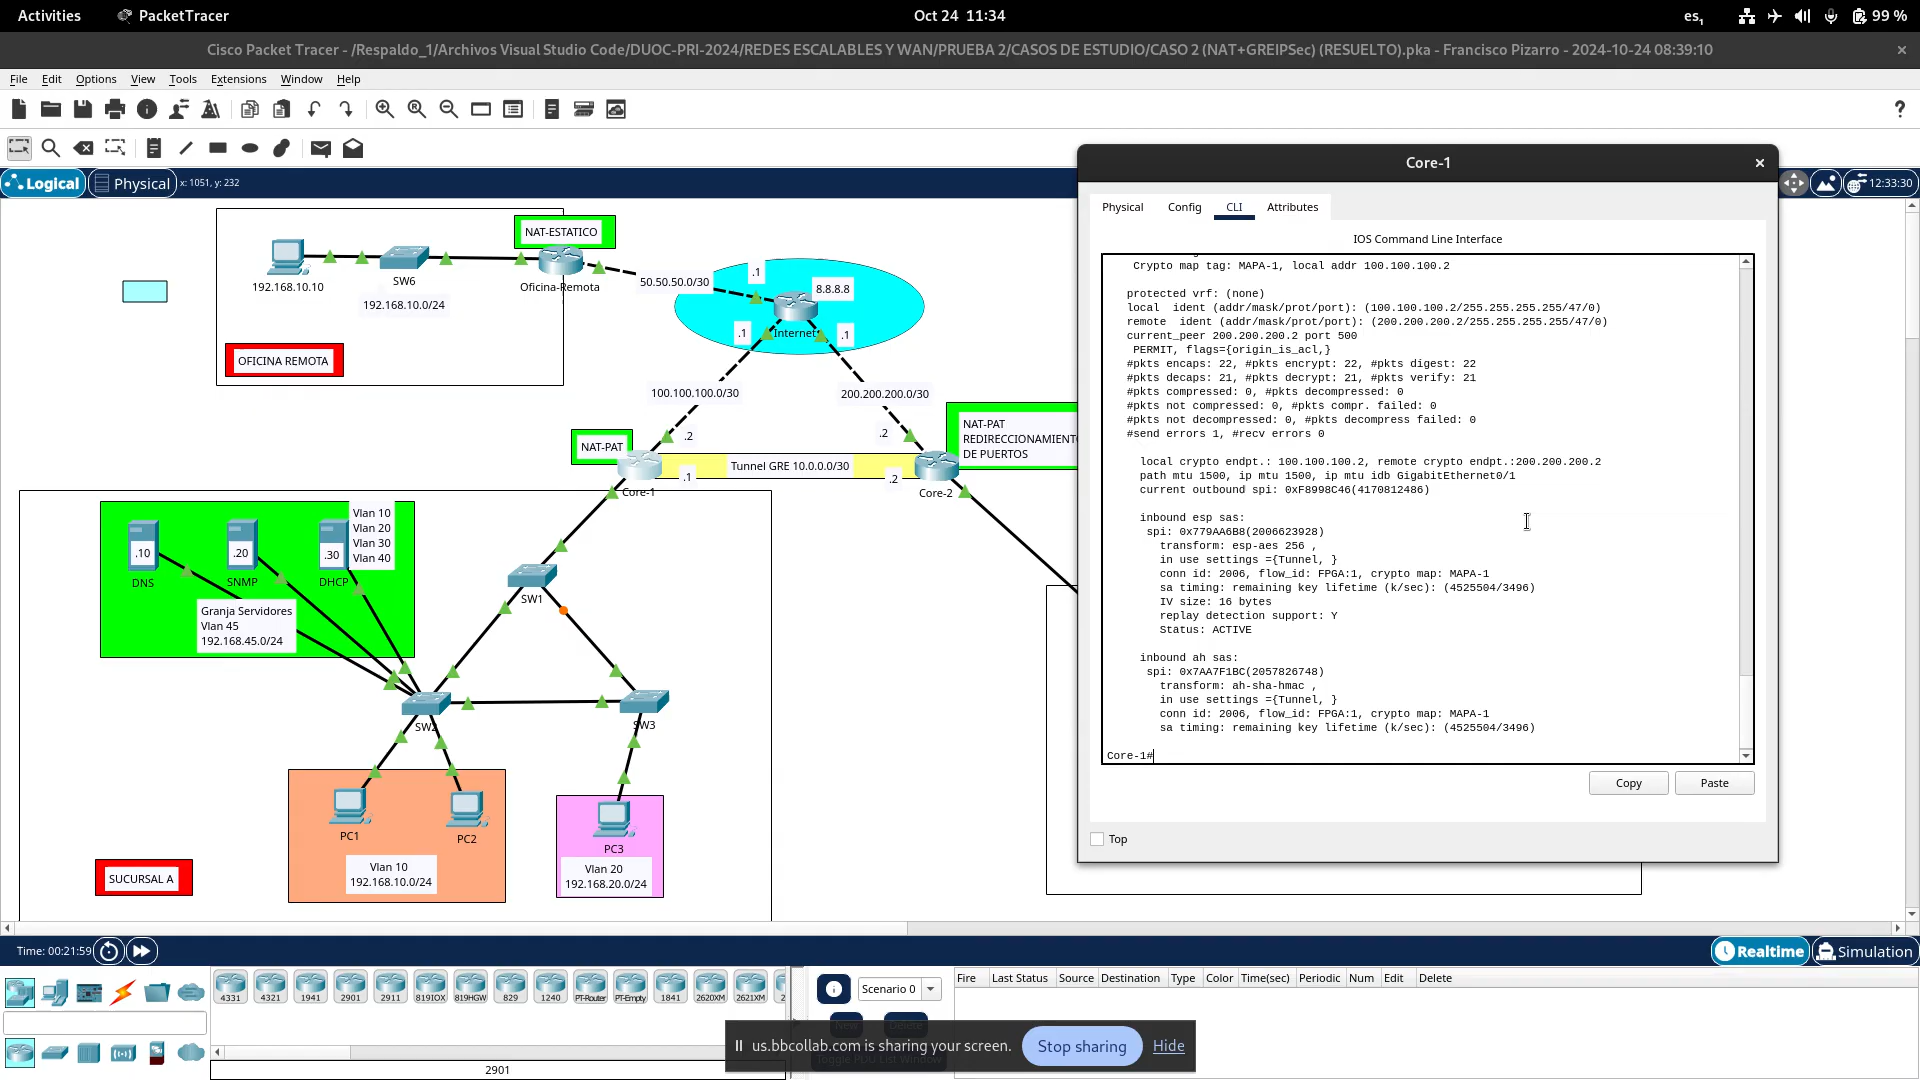 Activities
PacketTracer
Oct 24 11:34
es1
99 %
Cisco Packet Tracer - /Respaldo_1/Archivos Visual Studio Code/DUOC-PRI-2024/REDES ESCALABLES Y WAN/PRUEBA 2/CASOS DE ESTUDIO/CASO 2 (NAT+GREIPSec) (RESUELTO).pka - Francisco Pizarro - 2024-10-24 08:39:10
File Edit Options View Tools Extensions Window Help
Logical
Physical
x: 1051, y: 232
12:33:30
NAT-ESTATICO
192.168.10.10
SW6
192.168.10.0/24
Oficina-Remota
50.50.50.0/30
OFICINA REMOTA
.1
8.8.8.8
.1
Internet
.1
100.100.100.0/30
200.200.200.0/30
.2
.2
NAT-PAT
NAT-PAT
REDIRECCIONAMIENTO
DE PUERTOS
Tunnel GRE 10.0.0.0/30
.1
.2
Core-1
Core-2
Vlan 10
Vlan 20
Vlan 30
Vlan 40
.10
.20
.30
DNS
SNMP
DHCP
Granja Servidores
Vlan 45
192.168.45.0/24
SW1
SW2
SW3
PC1
PC2
Vlan 10
192.168.10.0/24
PC3
Vlan 20
192.168.20.0/24
SUCURSAL A
Core-1
Physical Config CLI Attributes
IOS Command Line Interface
Crypto map tag: MAPA-1, local addr 100.100.100.2
protected vrf: (none)
local ident (addr/mask/prot/port): (100.100.100.2/255.255.255.255/47/0)
remote ident (addr/mask/prot/port): (200.200.200.2/255.255.255.255/47/0)
current_peer 200.200.200.2 port 500
PERMIT, flags={origin_is_acl,}
#pkts encaps: 22, #pkts encrypt: 22, #pkts digest: 22
#pkts decaps: 21, #pkts decrypt: 21, #pkts verify: 21
#pkts compressed: 0, #pkts decompressed: 0
#pkts not compressed: 0, #pkts compr. failed: 0
#pkts not decompressed: 0, #pkts decompress failed: 0
#send errors 1, #recv errors 0
local crypto endpt.: 100.100.100.2, remote crypto endpt.:200.200.200.2
path mtu 1500, ip mtu 1500, ip mtu idb GigabitEthernet0/1
current outbound spi: 0xF8998C46(4170812486)
inbound esp sas:
spi: 0x779AA6B8(2006623928)
transform: esp-aes 256 ,
in use settings ={Tunnel, }
conn id: 2006, flow_id: FPGA:1, crypto map: MAPA-1
sa timing: remaining key lifetime (k/sec): (4525504/3496)
IV size: 16 bytes
replay detection support: Y
Status: ACTIVE
inbound ah sas:
spi: 0x7AA7F1BC(2057826748)
transform: ah-sha-hmac ,
in use settings ={Tunnel, }
conn id: 2006, flow_id: FPGA:1, crypto map: MAPA-1
sa timing: remaining key lifetime (k/sec): (4525504/3496)
Core-1#
Copy
Paste
Top
Time: 00:21:59
Realtime
Simulation
4331 4321 1941 2901 2911 819IOX 819HGW 829 1240 PT-Router PT-Empty 1841 2620XM 2621XM 2
2901
Scenario 0
New
Delete
Toggle PDU List Window
Fire Last Status Source Destination Type Color Time(sec) Periodic Num Edit Delete
us.bbcollab.com is sharing your screen.
Stop sharing
Hide